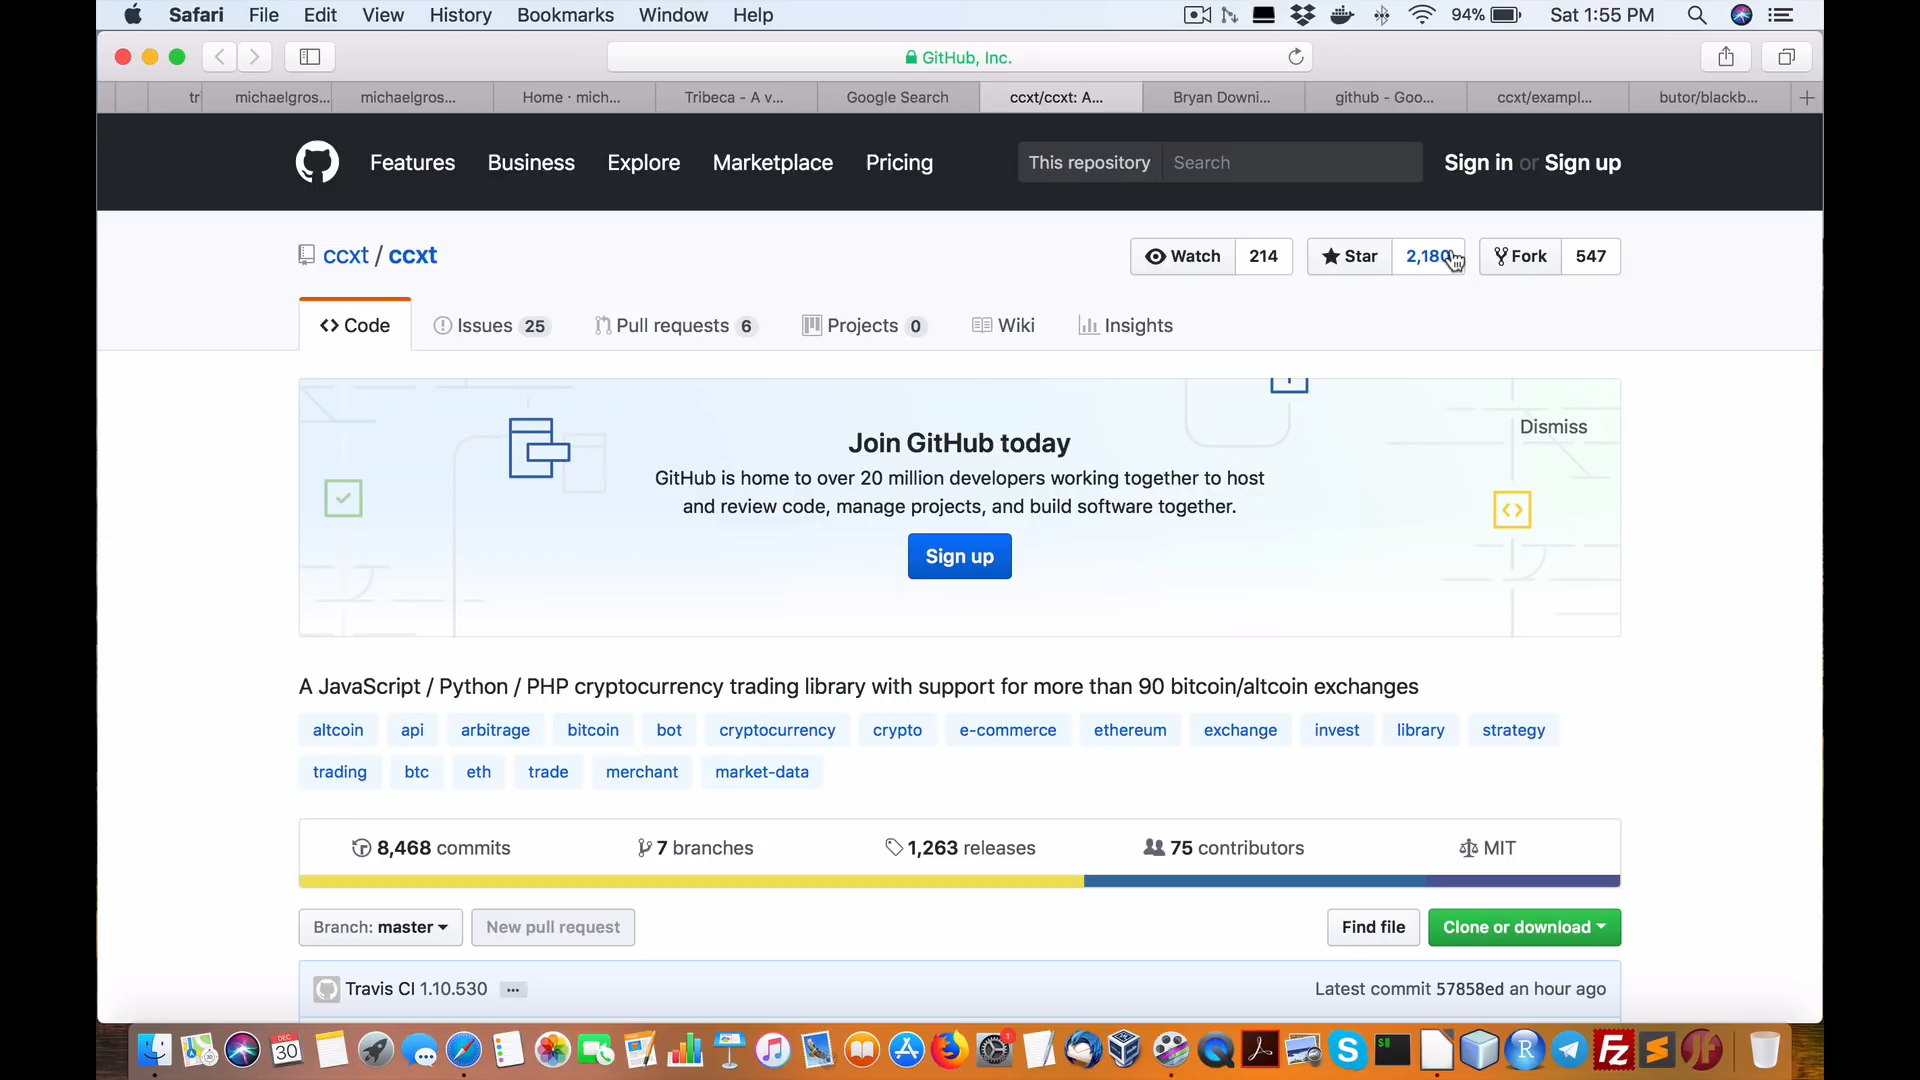 Safari File Edit View History Bookmarks Window Help 94% Sat 1:55 PM
GitHub, Inc.
tri michaelgros... michaelgros... Home · mich... Tribeca - A v... Google Search ccxt/ccxt: A... Bryan Downi... github - Goo... ccxt/exampl... butor/blackb...
Features Business Explore Marketplace Pricing This repository Search Sign in or Sign up
ccxt / ccxt Watch 214 Star 2,180 Fork 547
Code Issues 25 Pull requests 6 Projects 0 Wiki Insights
Join GitHub today
Dismiss
GitHub is home to over 20 million developers working together to host
and review code, manage projects, and build software together.
Sign up
A JavaScript / Python / PHP cryptocurrency trading library with support for more than 90 bitcoin/altcoin exchanges
altcoin api arbitrage bitcoin bot cryptocurrency crypto e-commerce ethereum exchange invest library strategy
trading btc eth trade merchant market-data
8,468 commits 7 branches 1,263 releases 75 contributors MIT
Branch: master New pull request Find file Clone or download
Travis CI 1.10.530 ... Latest commit 57858ed an hour ago
DEC
30
1
$
S
R
Fz
S